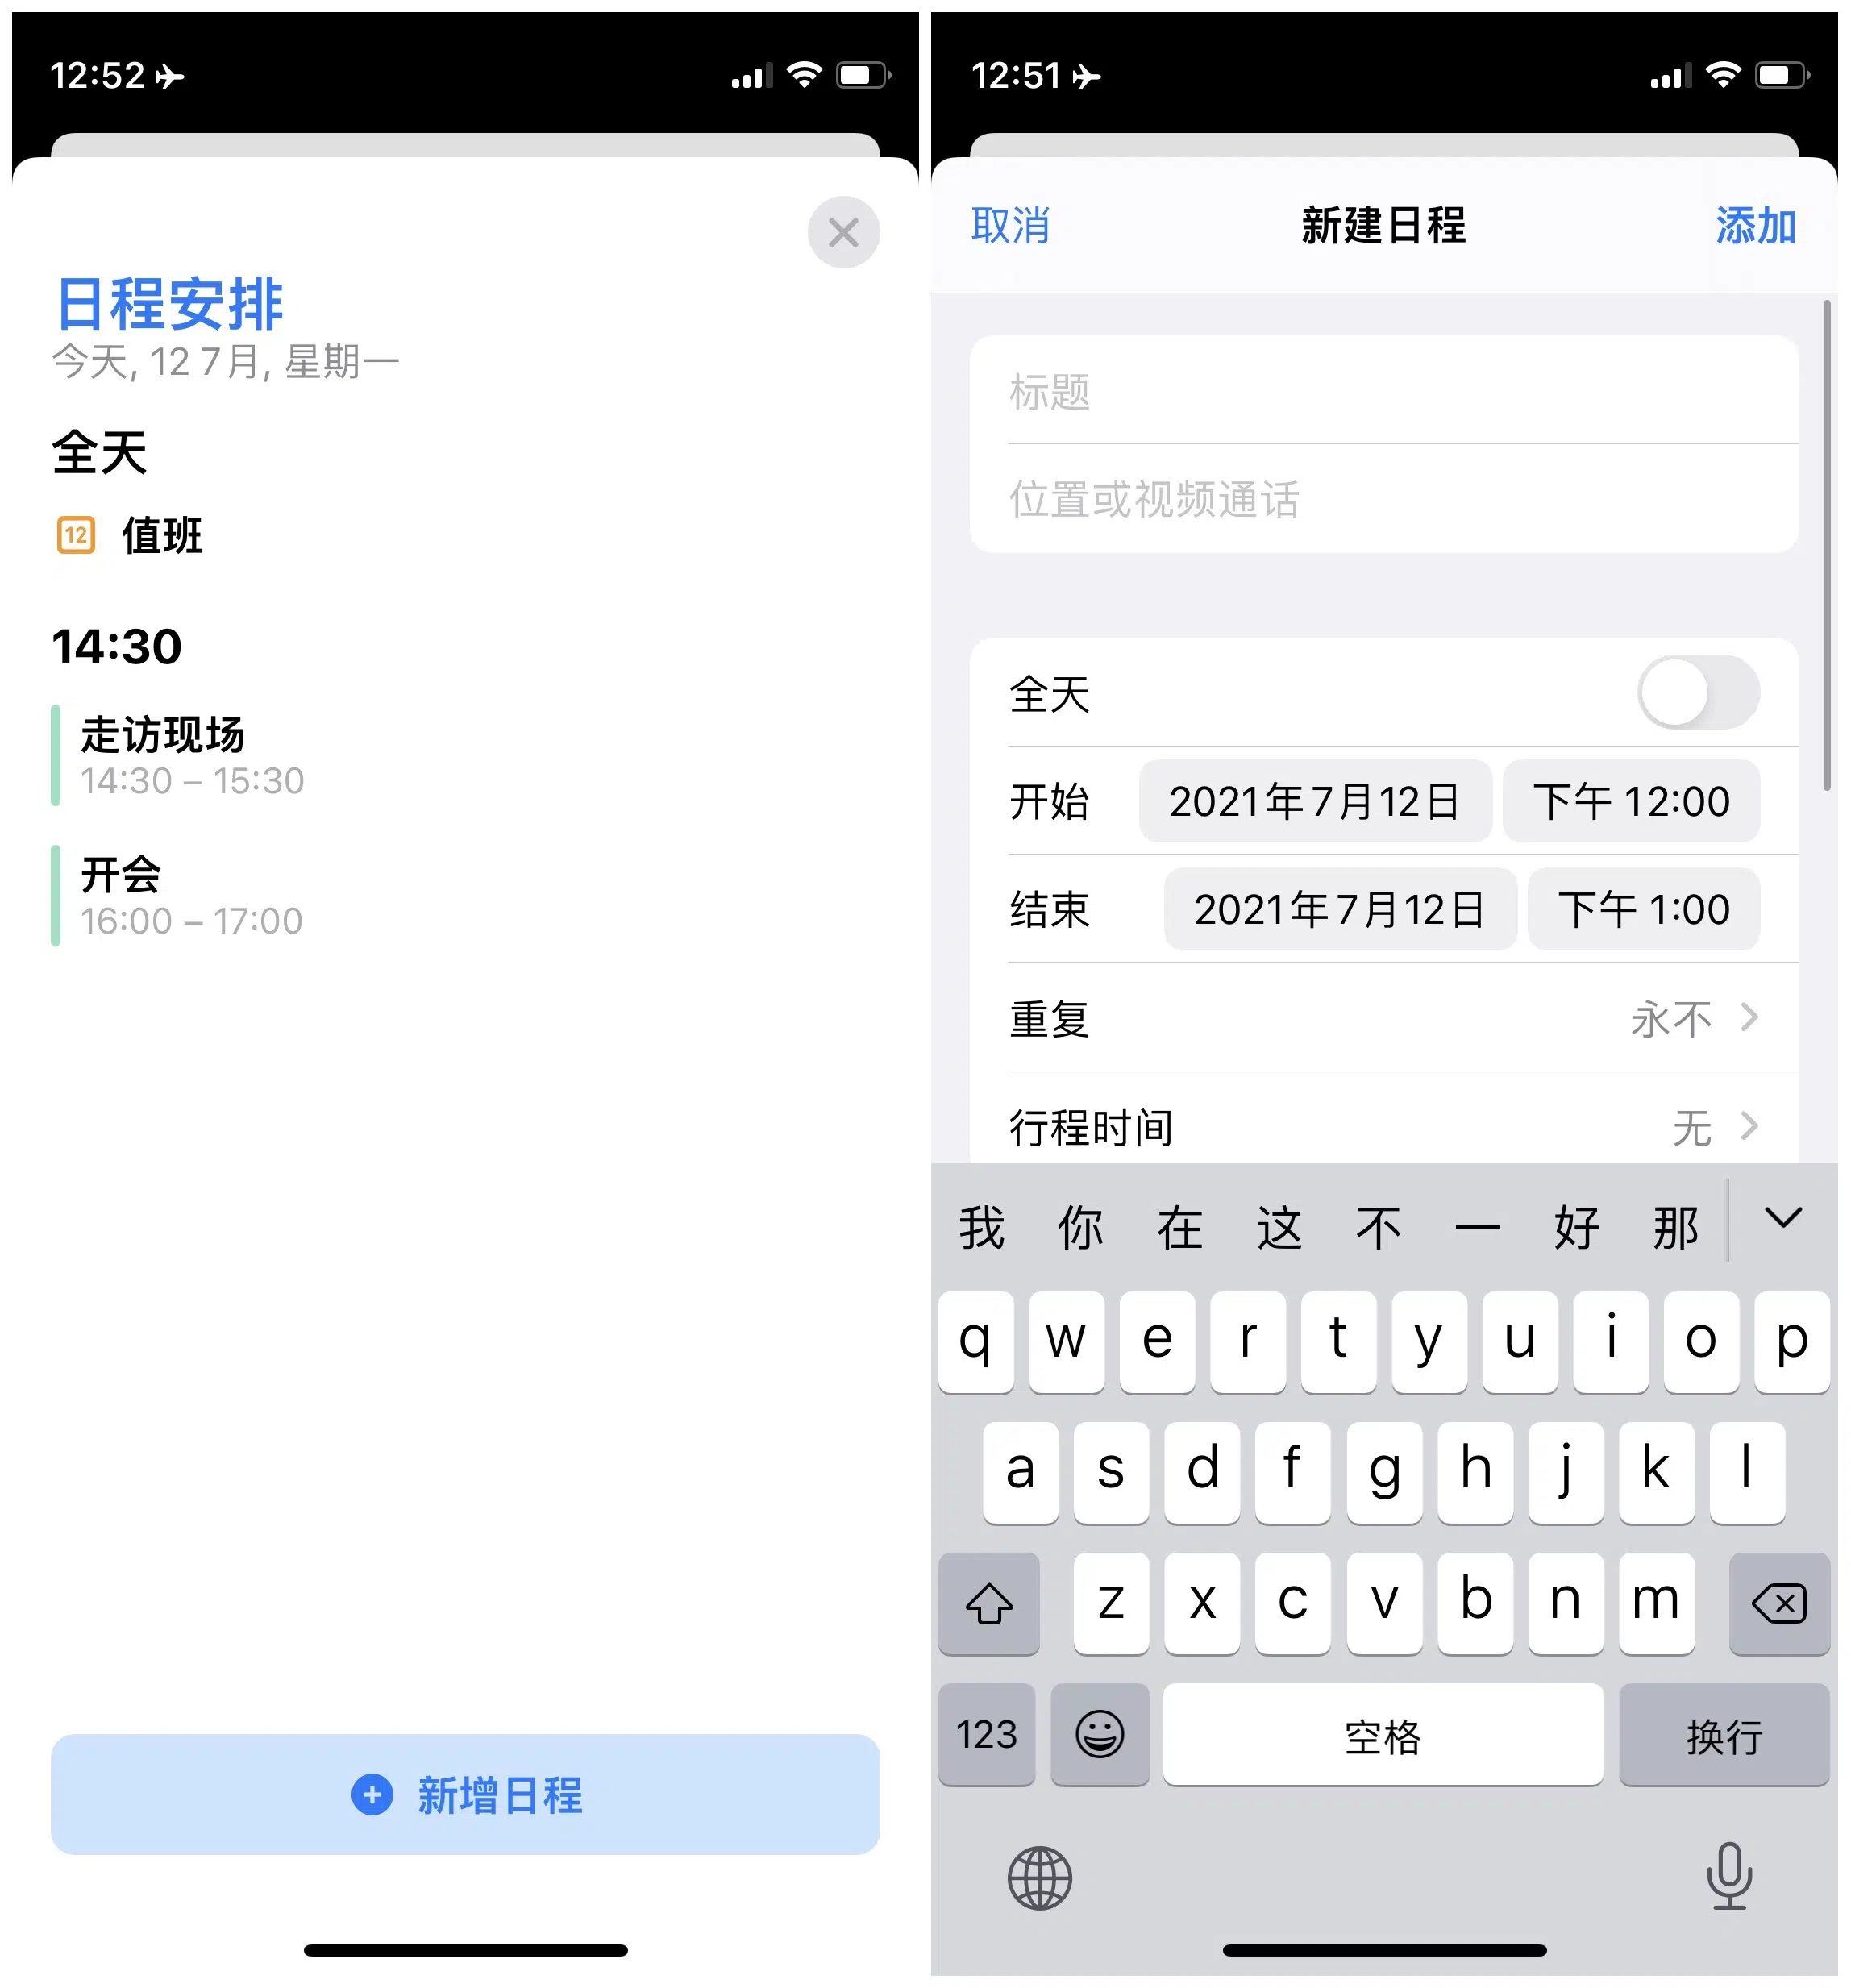 12:52
日程安排
今天, 12 7月, 星期一
全天
12 值班
14:30
走访现场
14:30 – 15:30
开会
16:00 – 17:00
新增日程
12:51
取消 新建日程 添加
标题
位置或视频通话
全天
开始 2021年7月12日 下午 12:00
结束 2021年7月12日 下午 1:00
重复 永不
行程时间 无
我 你 在 这 不 一 好 那
q w e r t y u i o p
a s d f g h j k l
z x c v b n m
123 空格 换行